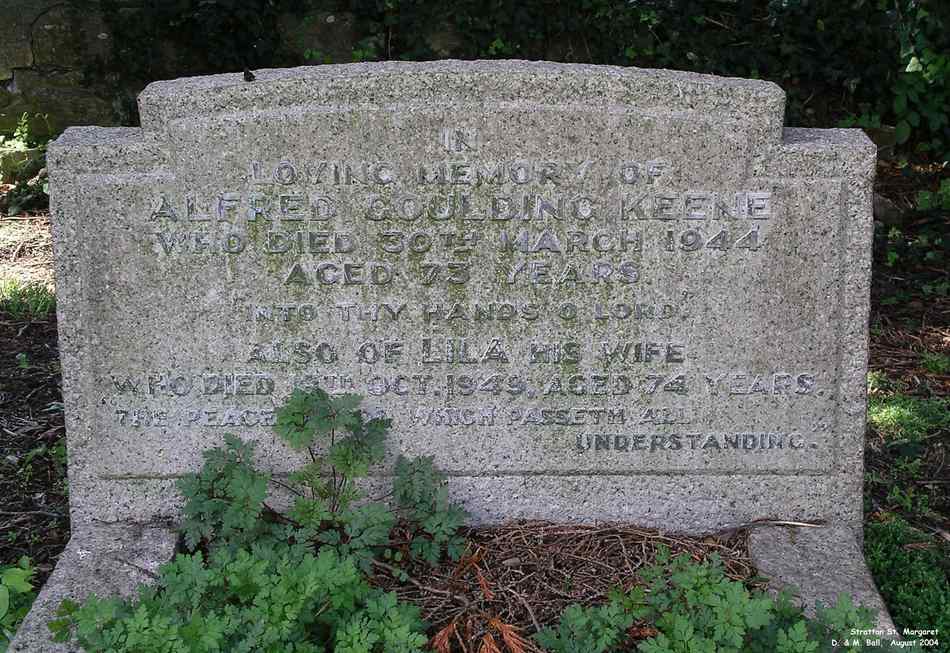 IN
LOVING MEMORY OF
ALFRED GOULDING KEENE
WHO DIED 30TH MARCH 1944
AGED 73 YEARS.
"INTO THY HANDS O LORD."
ALSO OF LILA HIS WIFE
WHO DIED OCT. 1949, AGED 74 YEARS.
"THE PEACE WHICH PASSETH ALL
UNDERSTANDING."
Stratton St. Margaret
D. & M. Ball, August 2004